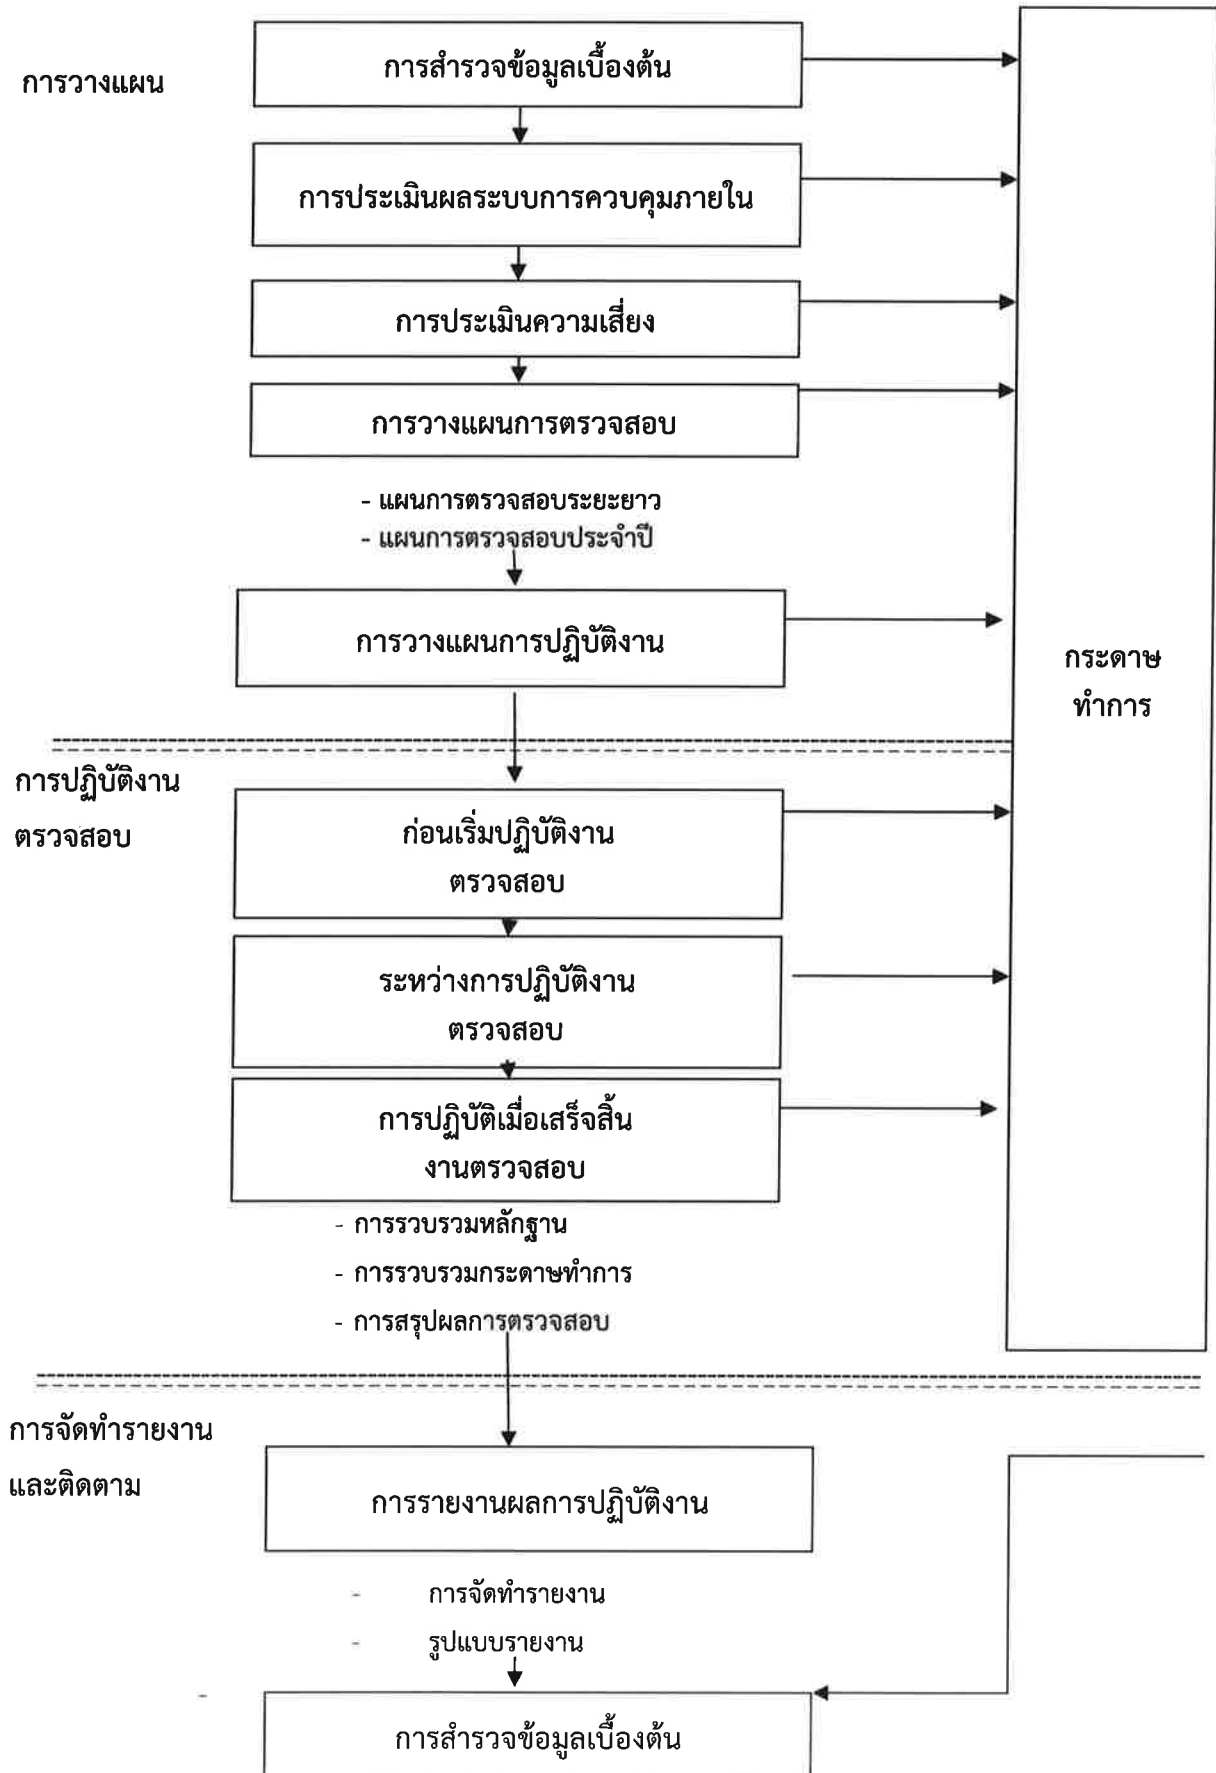 การวางแผน
การสำรวจข้อมูลเบื้องต้น
การประเมินผลระบบการควบคุมภายใน
การประเมินความเสี่ยง
การวางแผนการตรวจสอบ
- แผนการตรวจสอบระยะยาว
- แผนการตรวจสอบประจำปี
การวางแผนการปฏิบัติงาน
กระดาษ
ทำการ
การปฏิบัติงาน
ตรวจสอบ
ก่อนเริ่มปฏิบัติงาน
ตรวจสอบ
ระหว่างการปฏิบัติงาน
ตรวจสอบ
การปฏิบัติเมื่อเสร็จสิ้น
งานตรวจสอบ
- การรวบรวมหลักฐาน
- การรวบรวมกระดาษทำการ
- การสรุปผลการตรวจสอบ
การจัดทำรายงาน
และติดตาม
การรายงานผลการปฏิบัติงาน
- การจัดทำรายงาน
- รูปแบบรายงาน
-
การสำรวจข้อมูลเบื้องต้น